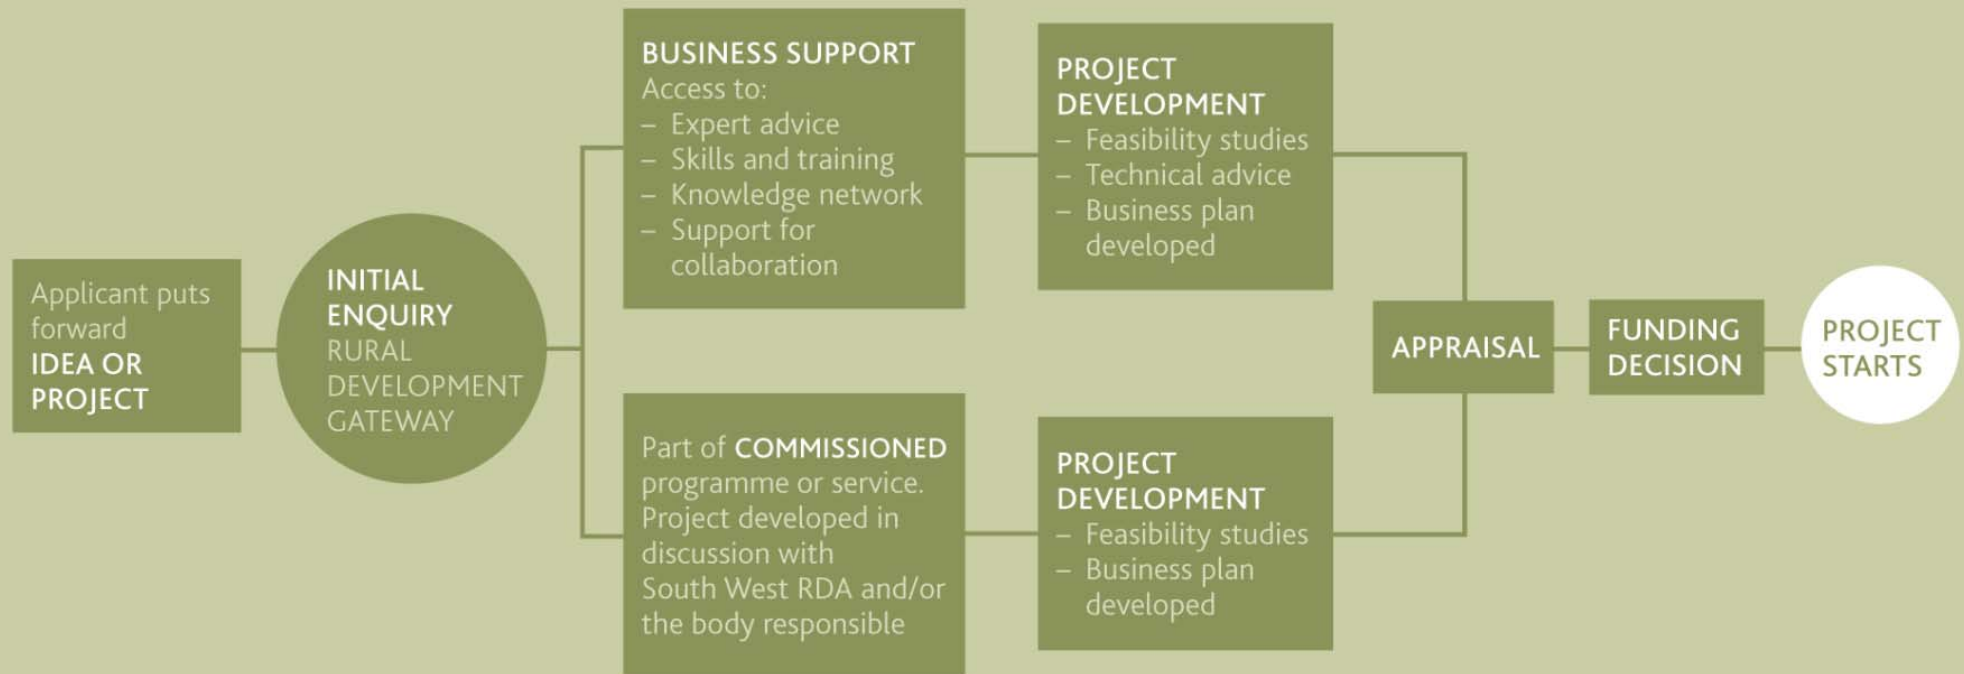 Applicant puts
forward
IDEA OR
PROJECT
INITIAL
ENQUIRY
RURAL
DEVELOPMENT
GATEWAY
BUSINESS SUPPORT
Access to:
– Expert advice
– Skills and training
– Knowledge network
– Support for
collaboration
PROJECT
DEVELOPMENT
– Feasibility studies
– Technical advice
– Business plan
developed
Part of COMMISSIONED
programme or service.
Project developed in
discussion with
South West RDA and/or
the body responsible
PROJECT
DEVELOPMENT
– Feasibility studies
– Business plan
developed
APPRAISAL
FUNDING
DECISION
PROJECT
STARTS